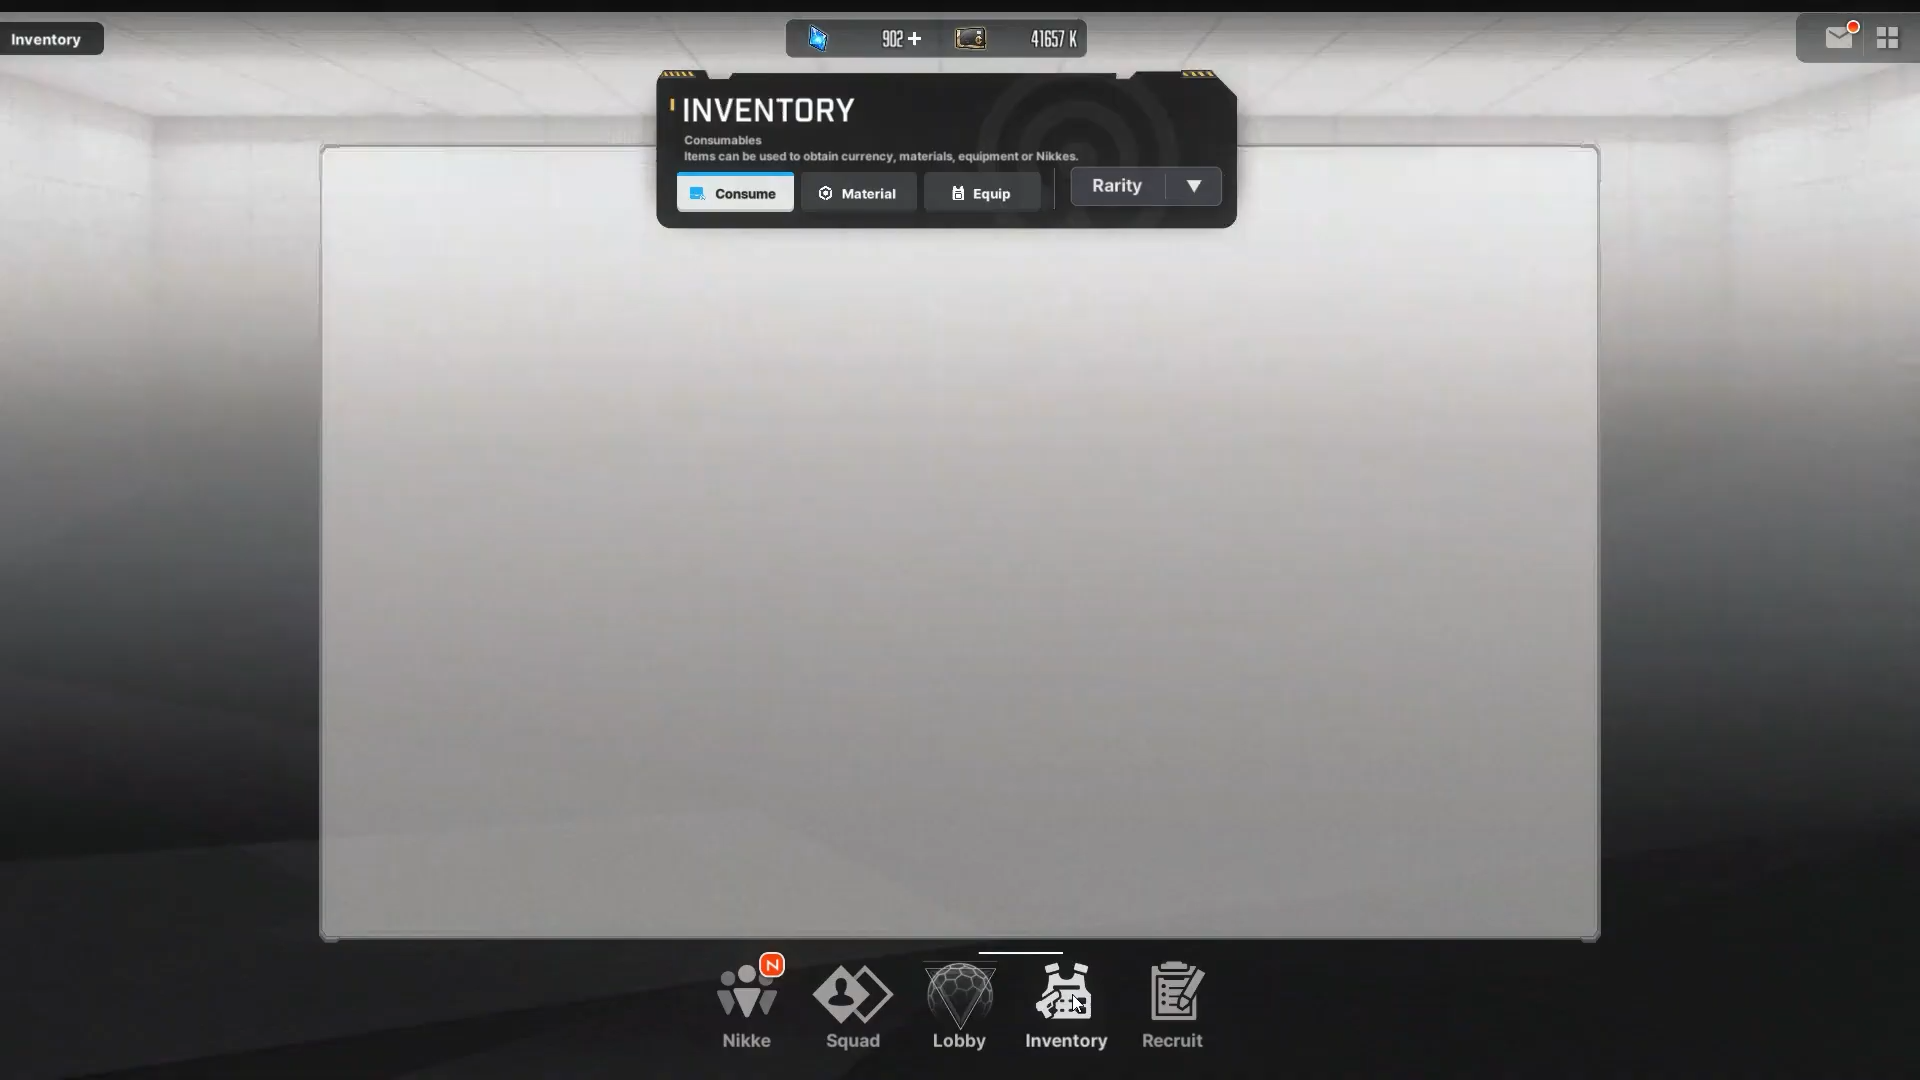 Inventory
902+
41657 K
INVENTORY
Consumables
Items can be used to obtain currency, materials, equipment or Nikkes.
Consume
Material
Equip
Rarity
N
Nikke
Squad
Lobby
Inventory
Recruit